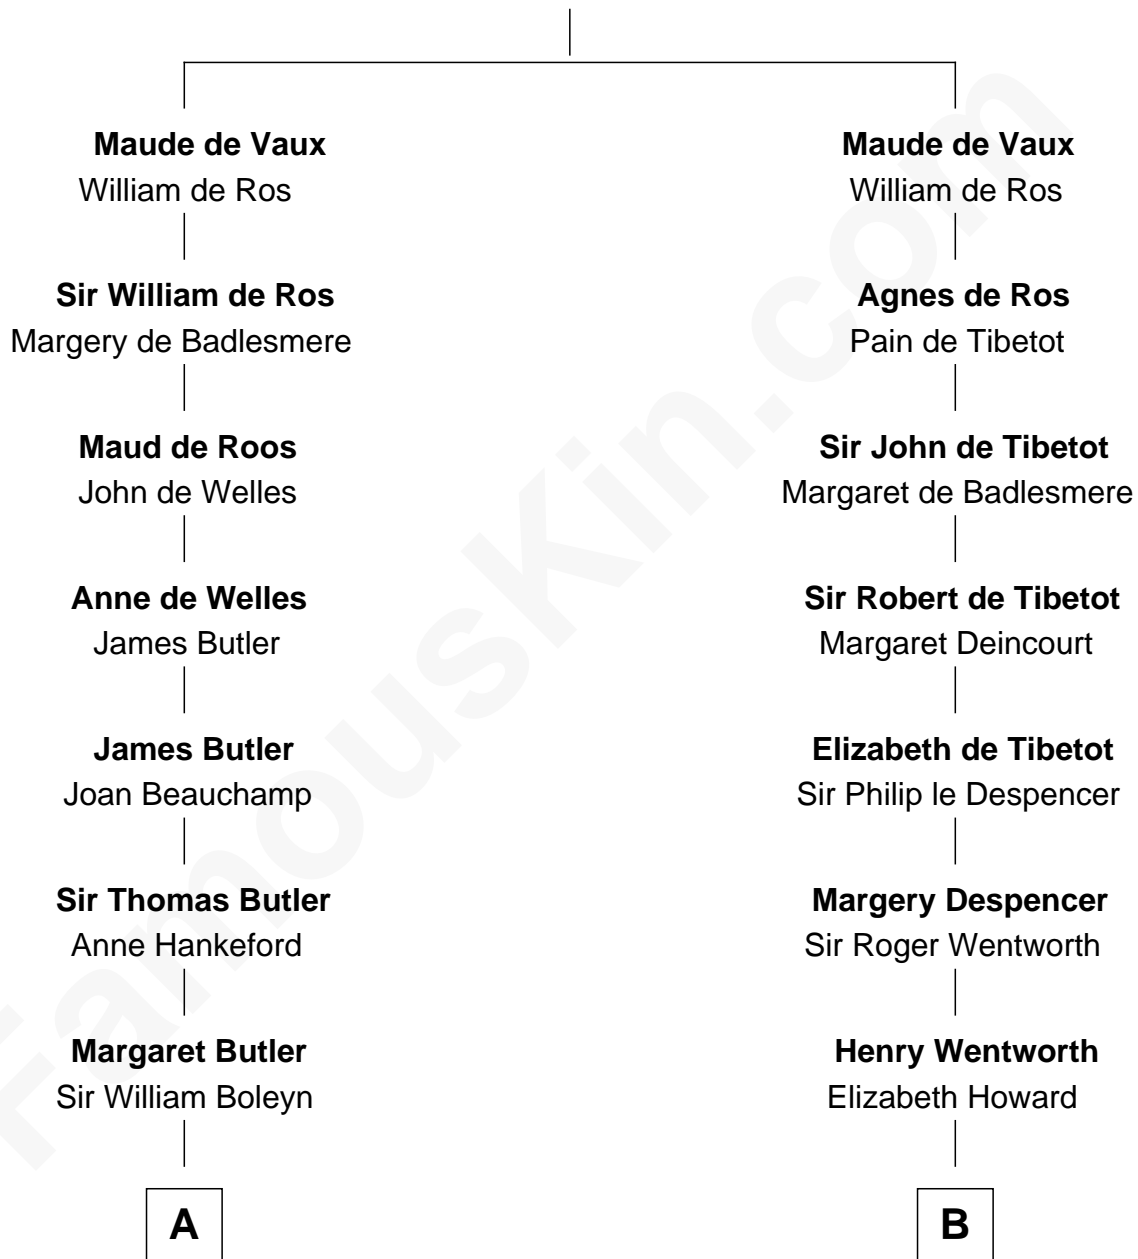 Maude de Vaux
William de Ros
Sir William de Ros
Margery de Badlesmere
Maud de Roos
John de Welles
Anne de Welles
James Butler
James Butler
Joan Beauchamp
Sir Thomas Butler
Anne Hankeford
Margaret Butler
Sir William Boleyn
A
Maude de Vaux
William de Ros
Agnes de Ros
Pain de Tibetot
Sir John de Tibetot
Margaret de Badlesmere
Sir Robert de Tibetot
Margaret Deincourt
Elizabeth de Tibetot
Sir Philip le Despencer
Margery Despencer
Sir Roger Wentworth
Henry Wentworth
Elizabeth Howard
B
FamousKin.com